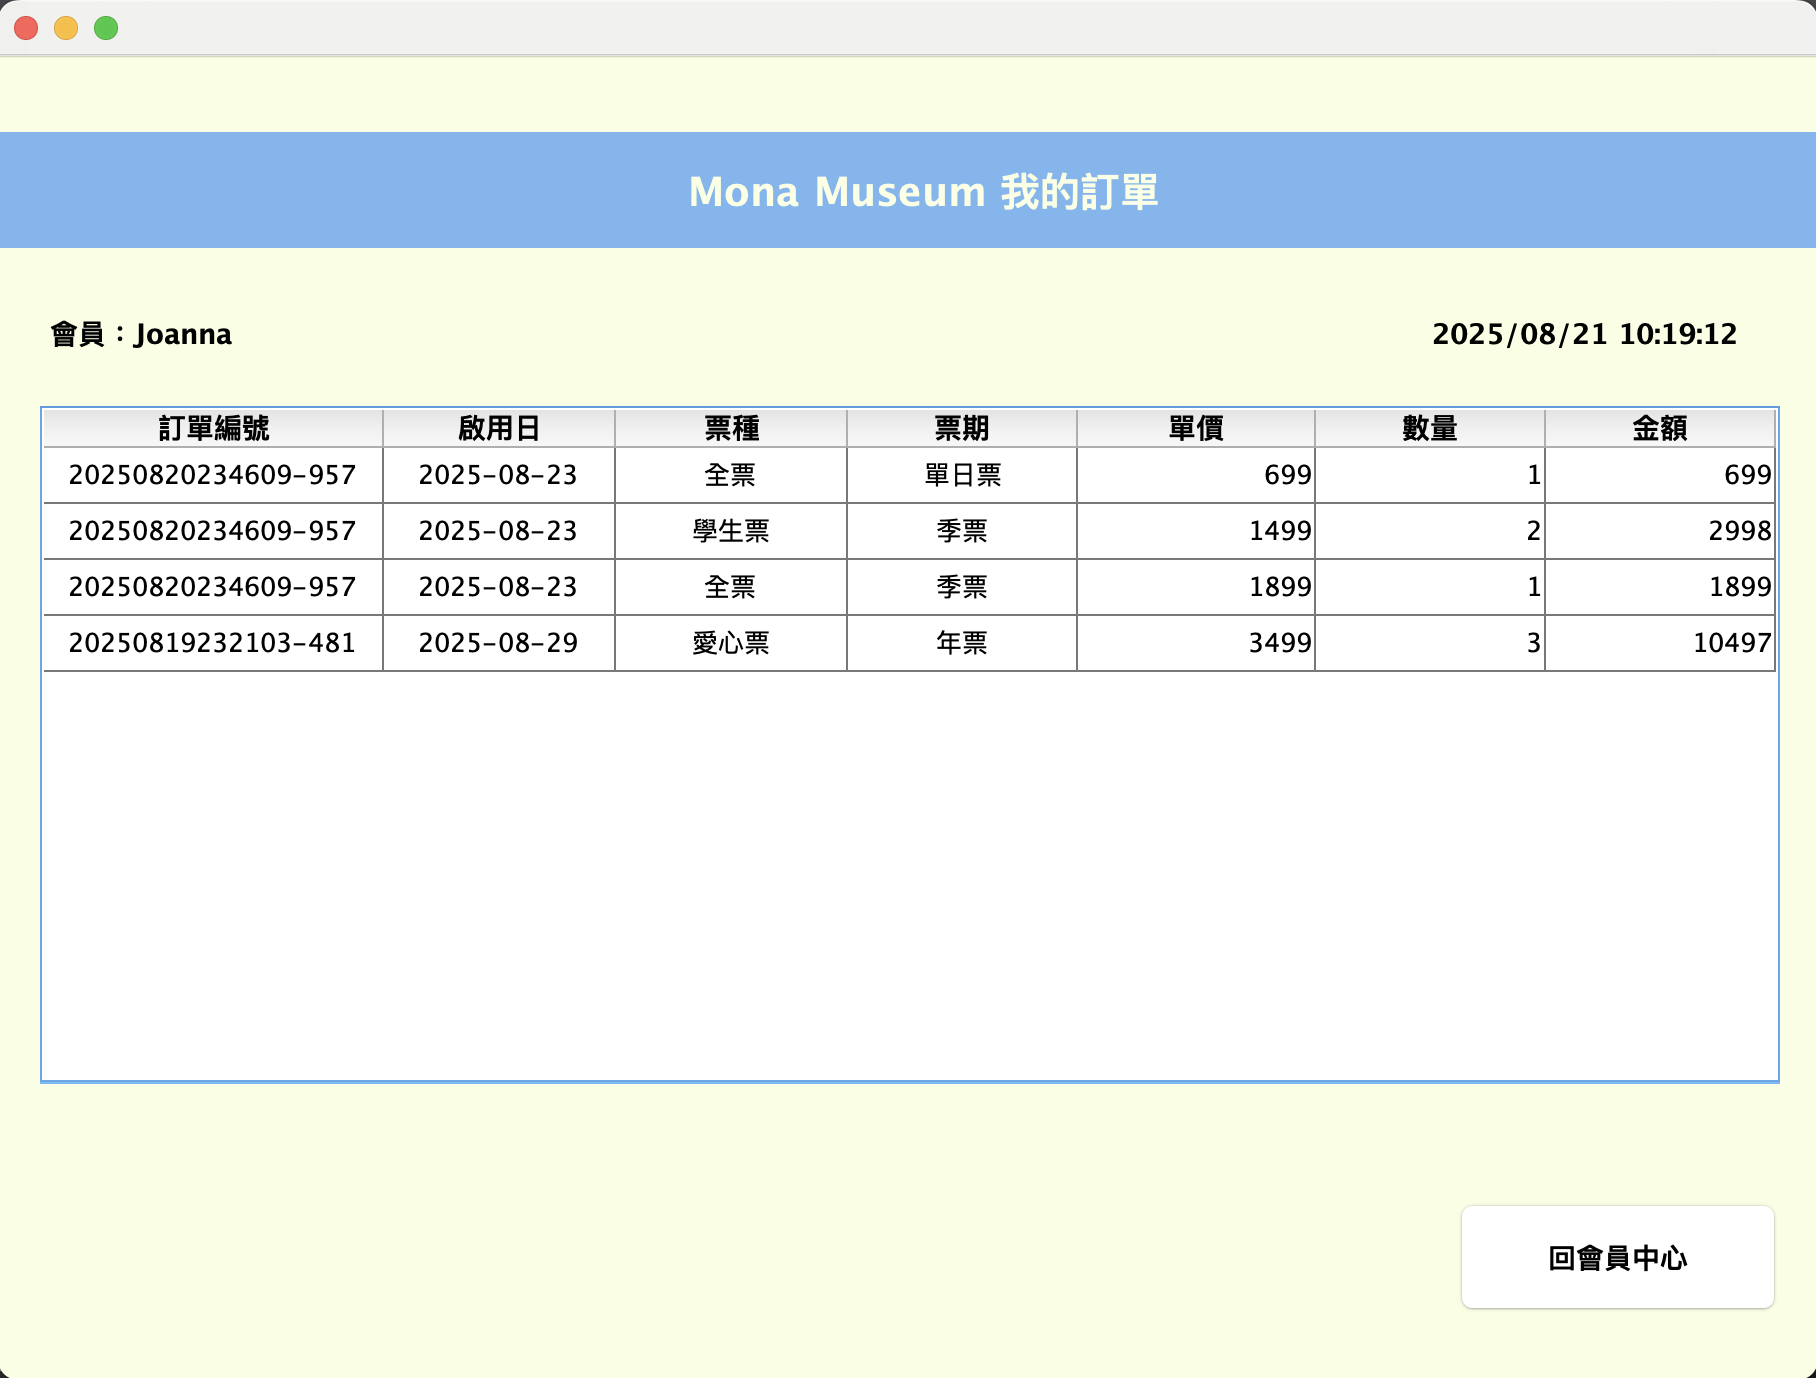 Mona Museum 我的訂單
會員：Joanna 2025/08/21 10:19:12
訂單編號 啟用日 票種 票期 單價 數量 金額
20250820234609-957 2025-08-23 全票 單日票 699 1 699
20250820234609-957 2025-08-23 學生票 季票 1499 2 2998
20250820234609-957 2025-08-23 全票 季票 1899 1 1899
20250819232103-481 2025-08-29 愛心票 年票 3499 3 10497
回會員中心